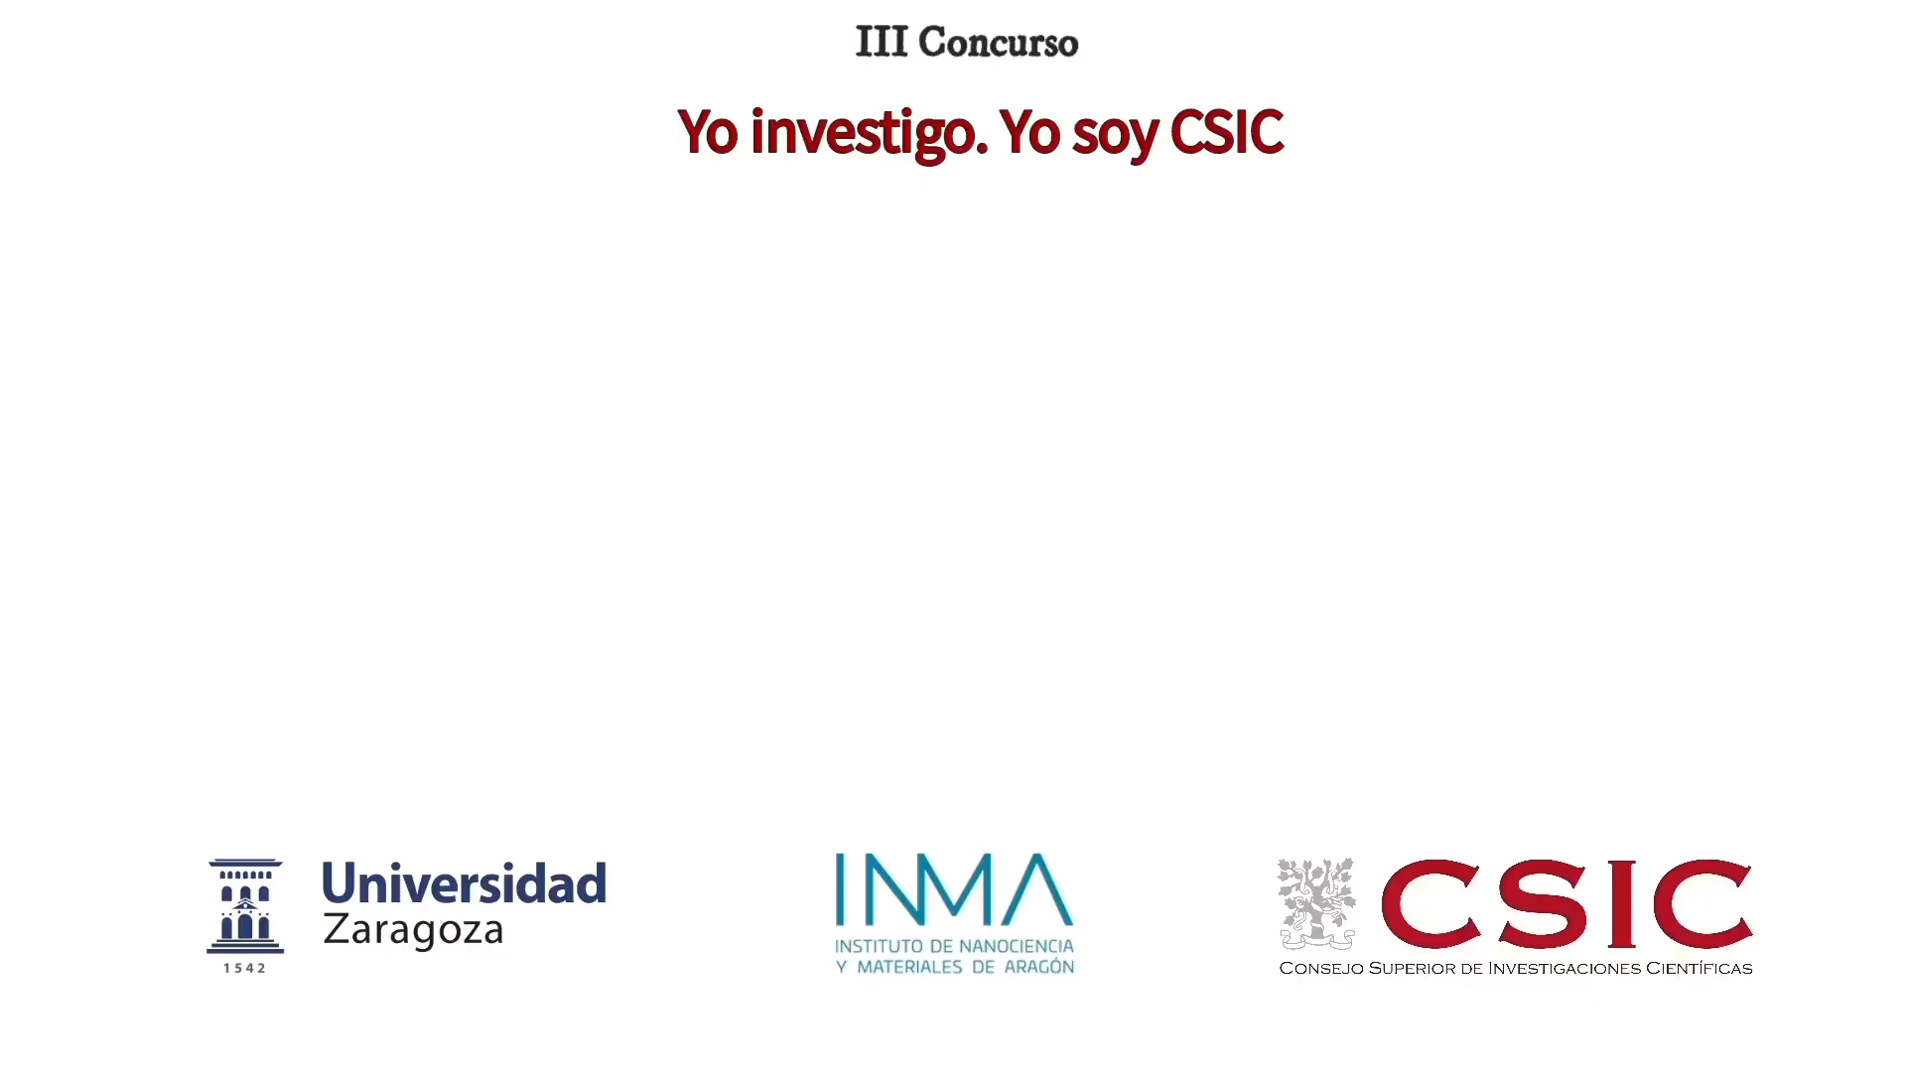 III Concurso
Yo investigo. Yo soy CSIC
Universidad
Zaragoza
1542
INMA
INSTITUTO DE NANOCIENCIA
Y MATERIALES DE ARAGÓN
CSIC
CONSEJO SUPERIOR DE INVESTIGACIONES CIENTÍFICAS